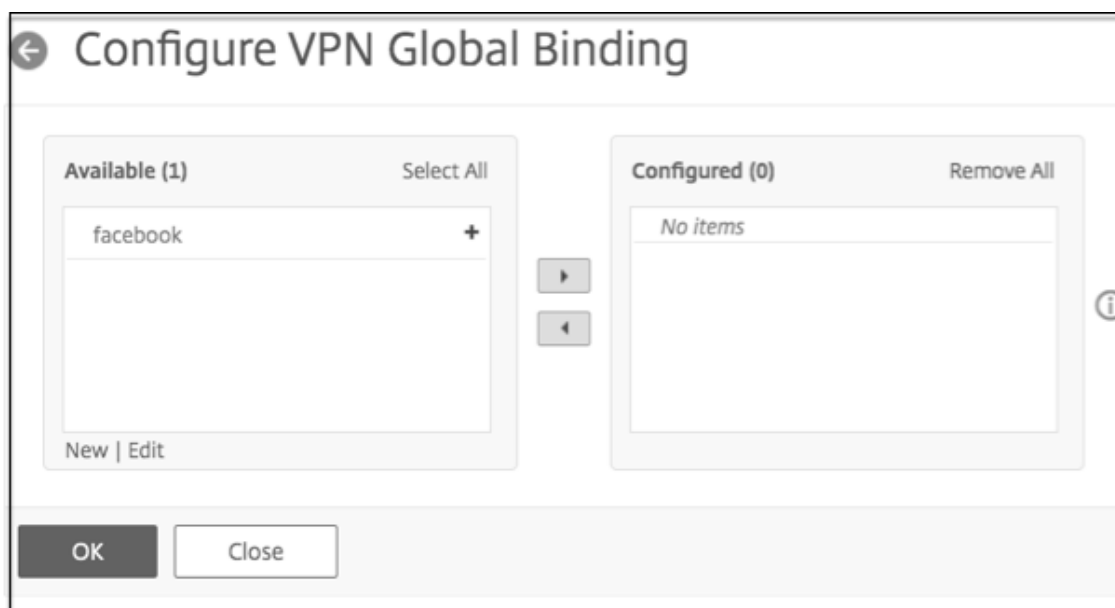 Configure VPN Global Binding
Available (1) Select All
facebook +
New | Edit
Configured (0) Remove All
No items
OK Close